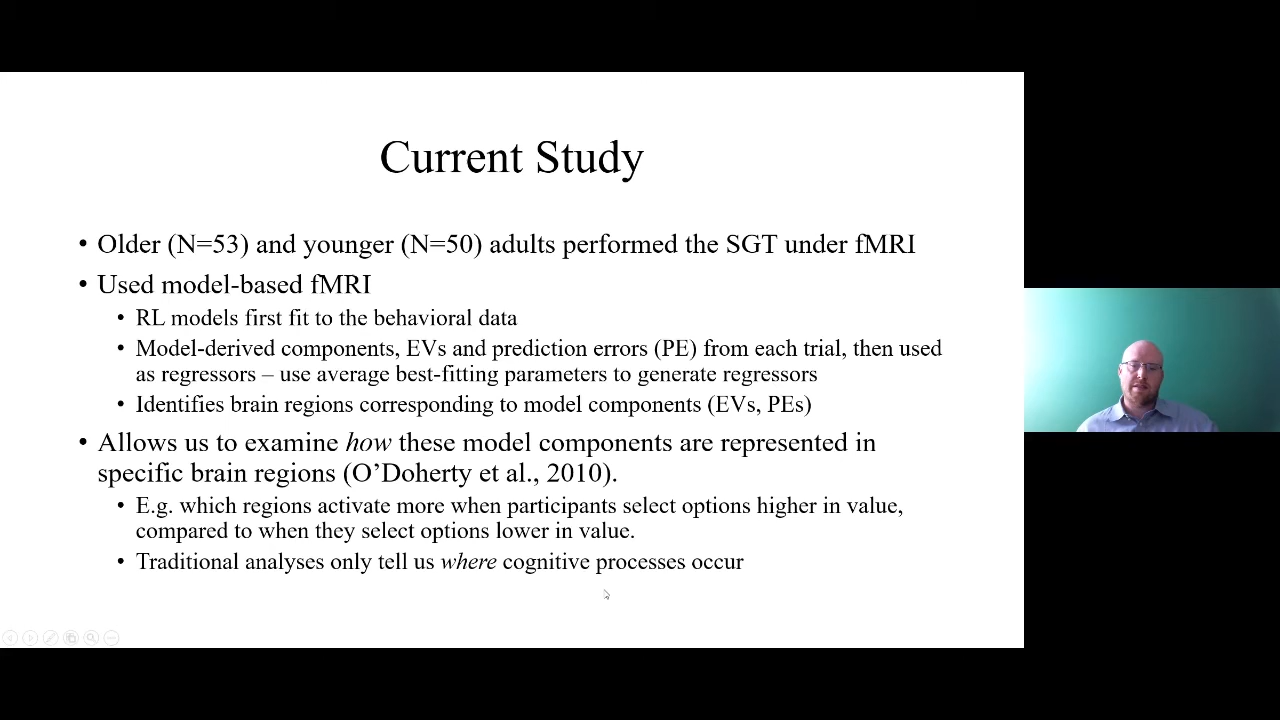 Current Study
• Older (N=53) and younger (N=50) adults performed the SGT under fMRI
• Used model-based fMRI
• RL models first fit to the behavioral data
• Model-derived components, EVs and prediction errors (PE) from each trial, then used
as regressors – use average best-fitting parameters to generate regressors
• Identifies brain regions corresponding to model components (EVs, PEs)
• Allows us to examine how these model components are represented in
specific brain regions (O’Doherty et al., 2010).
• E.g. which regions activate more when participants select options higher in value,
compared to when they select options lower in value.
• Traditional analyses only tell us where cognitive processes occur